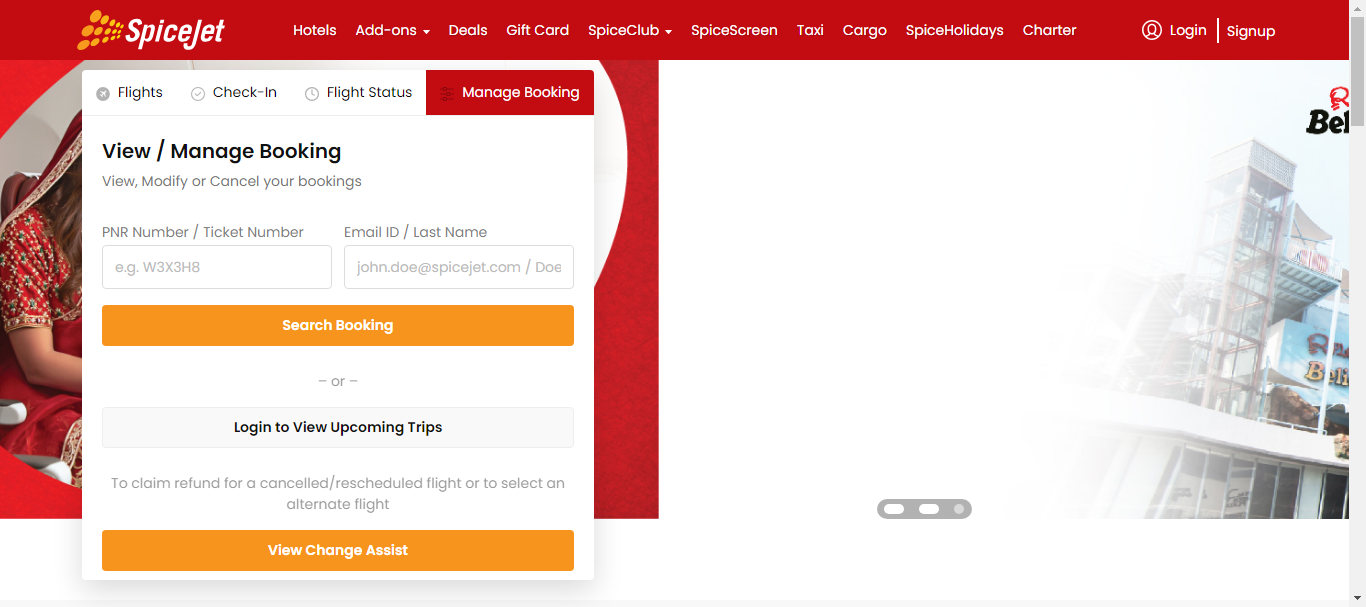 SpiceJet
Hotels Add-ons Deals Gift Card SpiceClub SpiceScreen Taxi Cargo SpiceHolidays Charter Login Signup
Flights Check-In Flight Status Manage Booking
View / Manage Booking
View, Modify or Cancel your bookings
PNR Number / Ticket Number Email ID / Last Name
e.g. W3X3H8 john.doe@spicejet.com / Doe
Search Booking
– or –
Login to View Upcoming Trips
To claim refund for a cancelled/rescheduled flight or to select an
alternate flight
View Change Assist